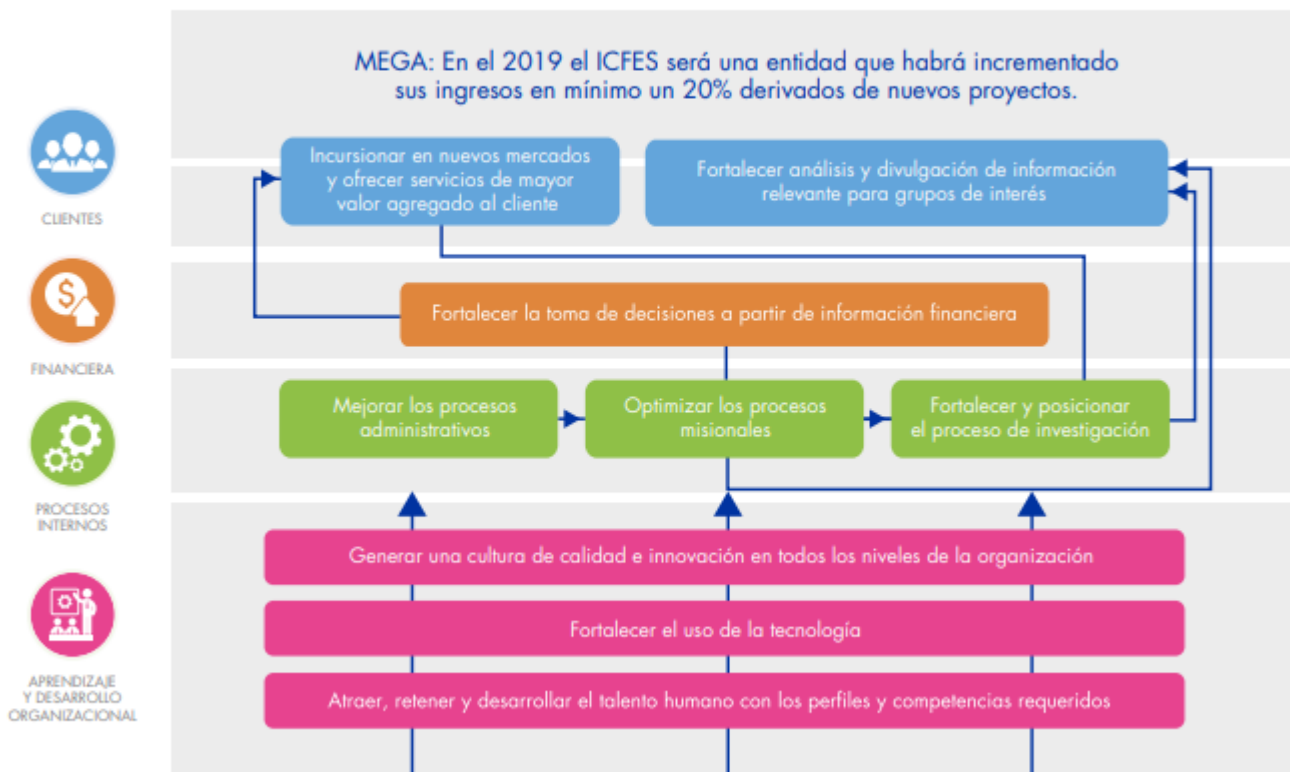 MEGA: En el 2019 el ICFES será una entidad que habrá incrementado
sus ingresos en mínimo un 20% derivados de nuevos proyectos.
CLIENTES
Incursionar en nuevos mercados
y ofrecer servicios de mayor
valor agregado al cliente
Fortalecer análisis y divulgación de información
relevante para grupos de interés
FINANCIERA
Fortalecer la toma de decisiones a partir de información financiera
PROCESOS
INTERNOS
Mejorar los procesos
administrativos
Optimizar los procesos
misionales
Fortalecer y posicionar
el proceso de investigación
APRENDIZAJE
Y DESARROLLO
ORGANIZACIONAL
Generar una cultura de calidad e innovación en todos los niveles de la organización
Fortalecer el uso de la tecnología
Atraer, retener y desarrollar el talento humano con los perfiles y competencias requeridos